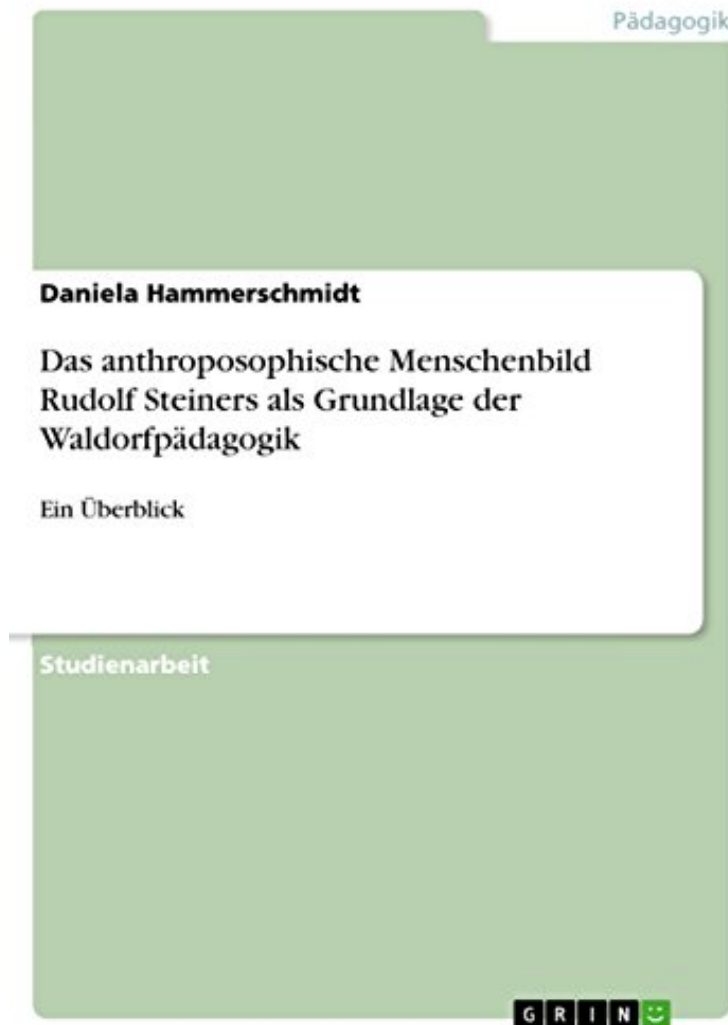 Pädagogik
Daniela Hammerschmidt
Das anthroposophische Menschenbild
Rudolf Steiners als Grundlage der
Waldorfpädagogik
Ein Überblick
Studienarbeit
GRIN